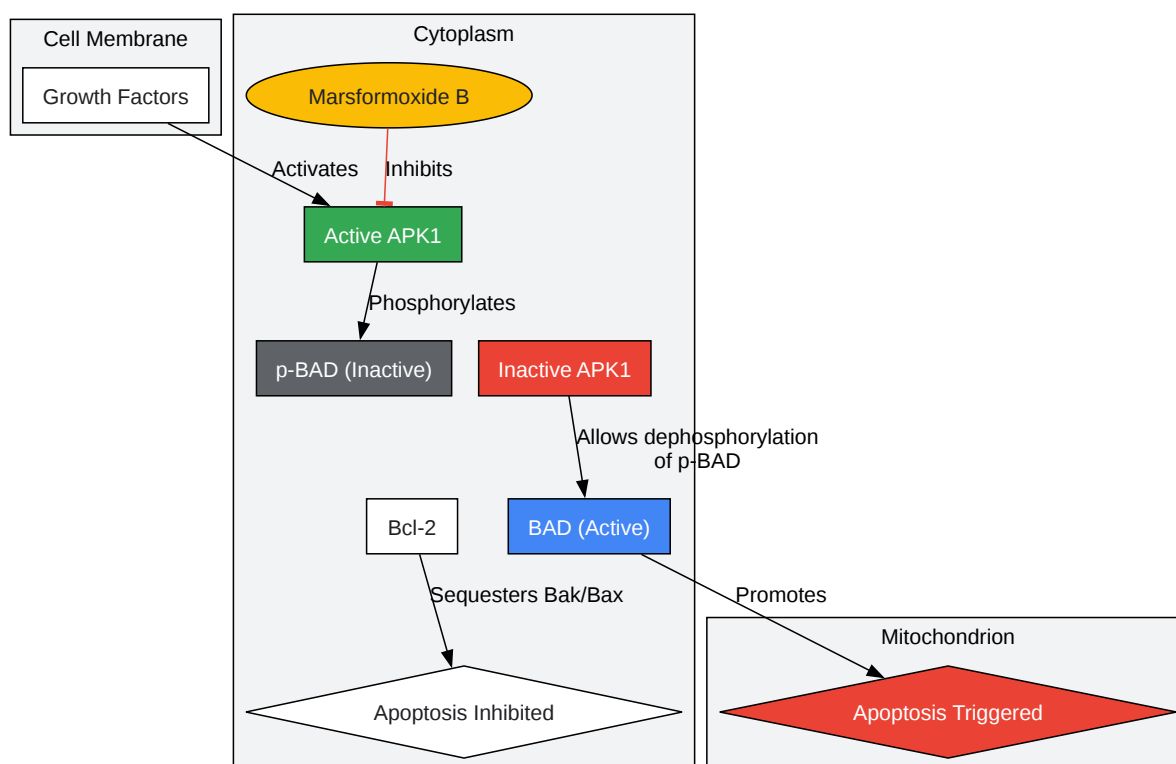 Cell Membrane
Growth Factors
Cytoplasm
Marsformoxide B
Activates
Inhibits
Active APK1
Phosphorylates
p-BAD (Inactive)
Inactive APK1
Allows dephosphorylation
of p-BAD
Bcl-2
BAD (Active)
Sequesters Bak/Bax
Promotes
Mitochondrion
Apoptosis Inhibited
Apoptosis Triggered